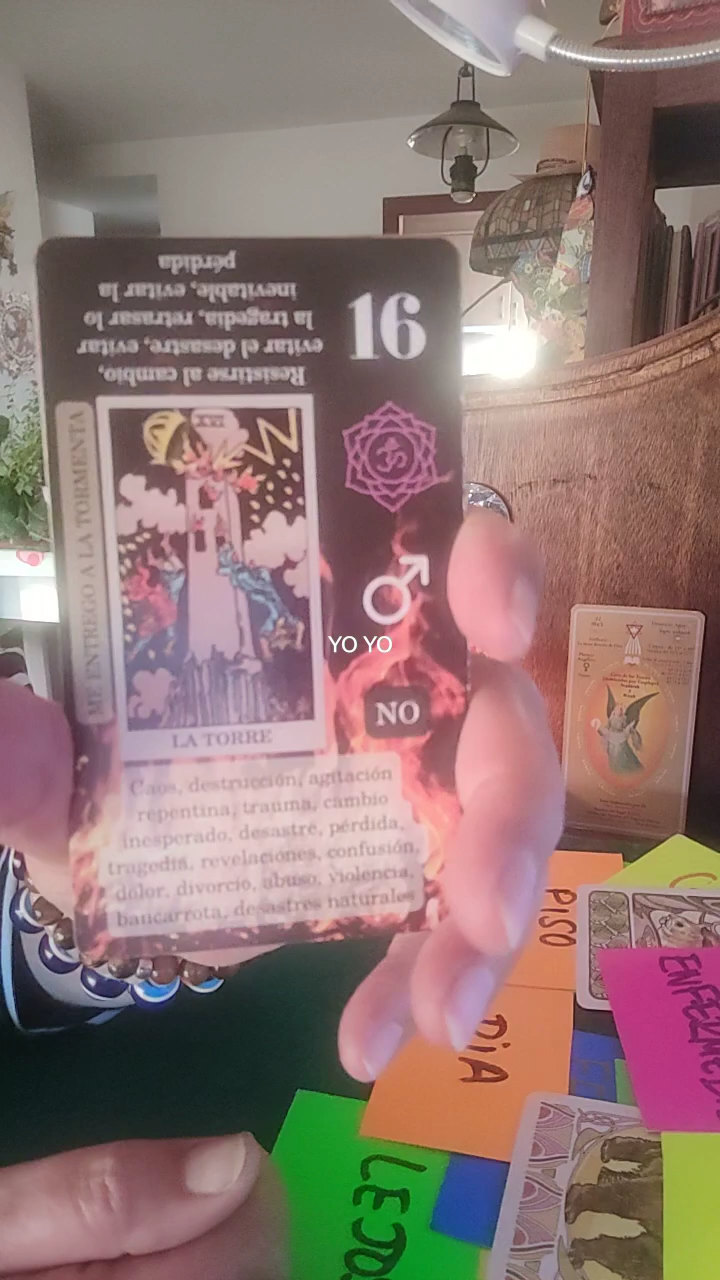 Resistirse al cambio,
evitar el desastre, evitar
la tragedia, retrasar lo
inevitable, evitar la
pérdida
16
ME ENTREGO A LA TORMENTA
XVI
LA TORRE
YO YO
NO
Caos, destrucción, agitación
repentina, trauma, cambio
inesperado, desastre, pérdida,
tragedia, revelaciones, confusión,
dolor, divorcio, abuso, violencia,
bancarrota, desastres naturales
PISO
DiA
LEJOS